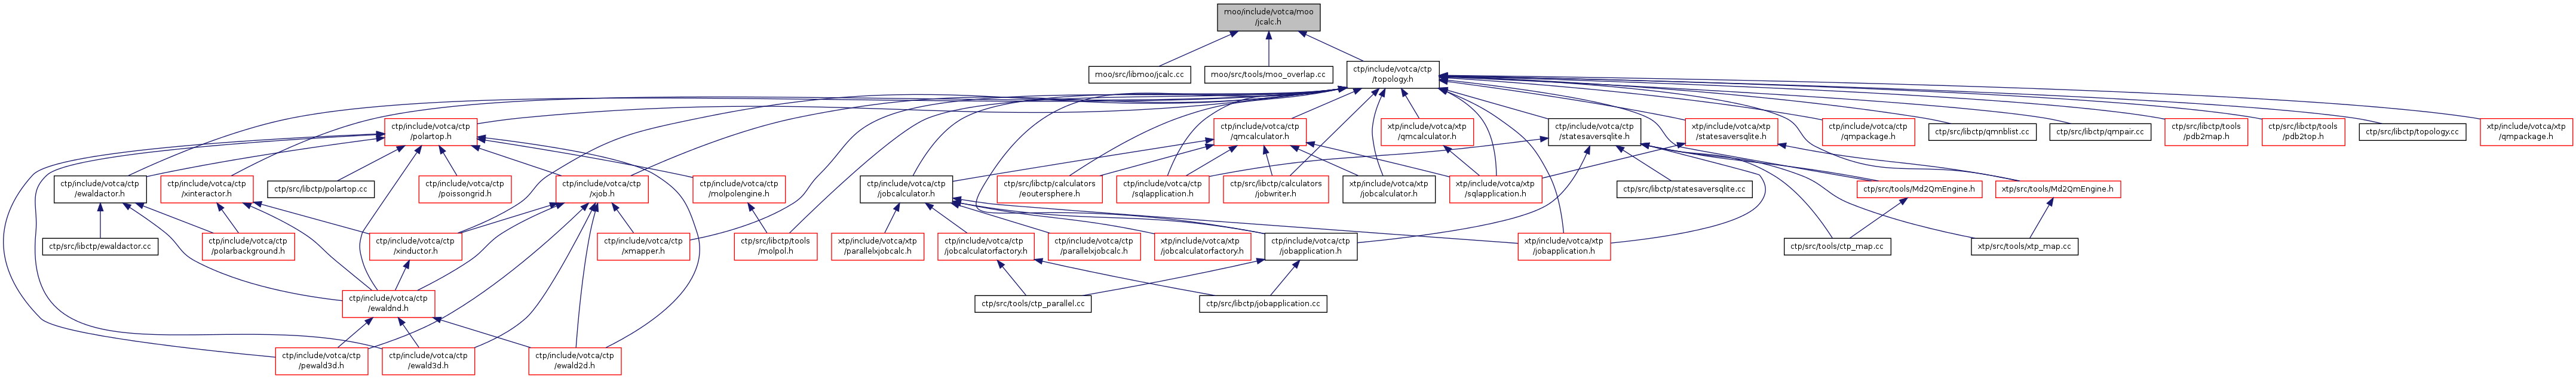 moo/include/votca/moo
/jcalc.h
moo/src/libmoo/jcalc.cc
moo/src/tools/moo_overlap.cc
ctp/include/votca/ctp
/topology.h
ctp/include/votca/ctp
/polartop.h
ctp/include/votca/ctp
/qmcalculator.h
xtp/include/votca/xtp
/qmcalculator.h
ctp/include/votca/ctp
/statesaversqlite.h
xtp/include/votca/xtp
/statesaversqlite.h
ctp/include/votca/ctp
/qmpackage.h
ctp/src/libctp/qmnblist.cc
ctp/src/libctp/qmpair.cc
ctp/src/libctp/tools
/pdb2map.h
ctp/src/libctp/tools
/pdb2top.h
ctp/src/libctp/topology.cc
xtp/include/votca/xtp
/qmpackage.h
ctp/include/votca/ctp
/ewaldactor.h
ctp/include/votca/ctp
/xinteractor.h
ctp/src/libctp/polartop.cc
ctp/include/votca/ctp
/poissongrid.h
ctp/include/votca/ctp
/xjob.h
ctp/include/votca/ctp
/molpolengine.h
ctp/include/votca/ctp
/jobcalculator.h
ctp/src/libctp/calculators
/eoutersphere.h
ctp/include/votca/ctp
/sqlapplication.h
ctp/src/libctp/calculators
/jobwriter.h
xtp/include/votca/xtp
/jobcalculator.h
xtp/include/votca/xtp
/sqlapplication.h
ctp/src/libctp/statesaversqlite.cc
ctp/src/tools/Md2QmEngine.h
xtp/src/tools/Md2QmEngine.h
ctp/src/libctp/ewaldactor.cc
ctp/include/votca/ctp
/polarbackground.h
ctp/include/votca/ctp
/xinductor.h
ctp/include/votca/ctp
/xmapper.h
ctp/src/libctp/tools
/molpol.h
xtp/include/votca/xtp
/parallelxjobcalc.h
ctp/include/votca/ctp
/jobcalculatorfactory.h
ctp/include/votca/ctp
/parallelxjobcalc.h
xtp/include/votca/xtp
/jobcalculatorfactory.h
ctp/include/votca/ctp
/jobapplication.h
xtp/include/votca/xtp
/jobapplication.h
ctp/src/tools/ctp_map.cc
xtp/src/tools/xtp_map.cc
ctp/include/votca/ctp
/ewaldnd.h
ctp/src/tools/ctp_parallel.cc
ctp/src/libctp/jobapplication.cc
ctp/include/votca/ctp
/pewald3d.h
ctp/include/votca/ctp
/ewald3d.h
ctp/include/votca/ctp
/ewald2d.h